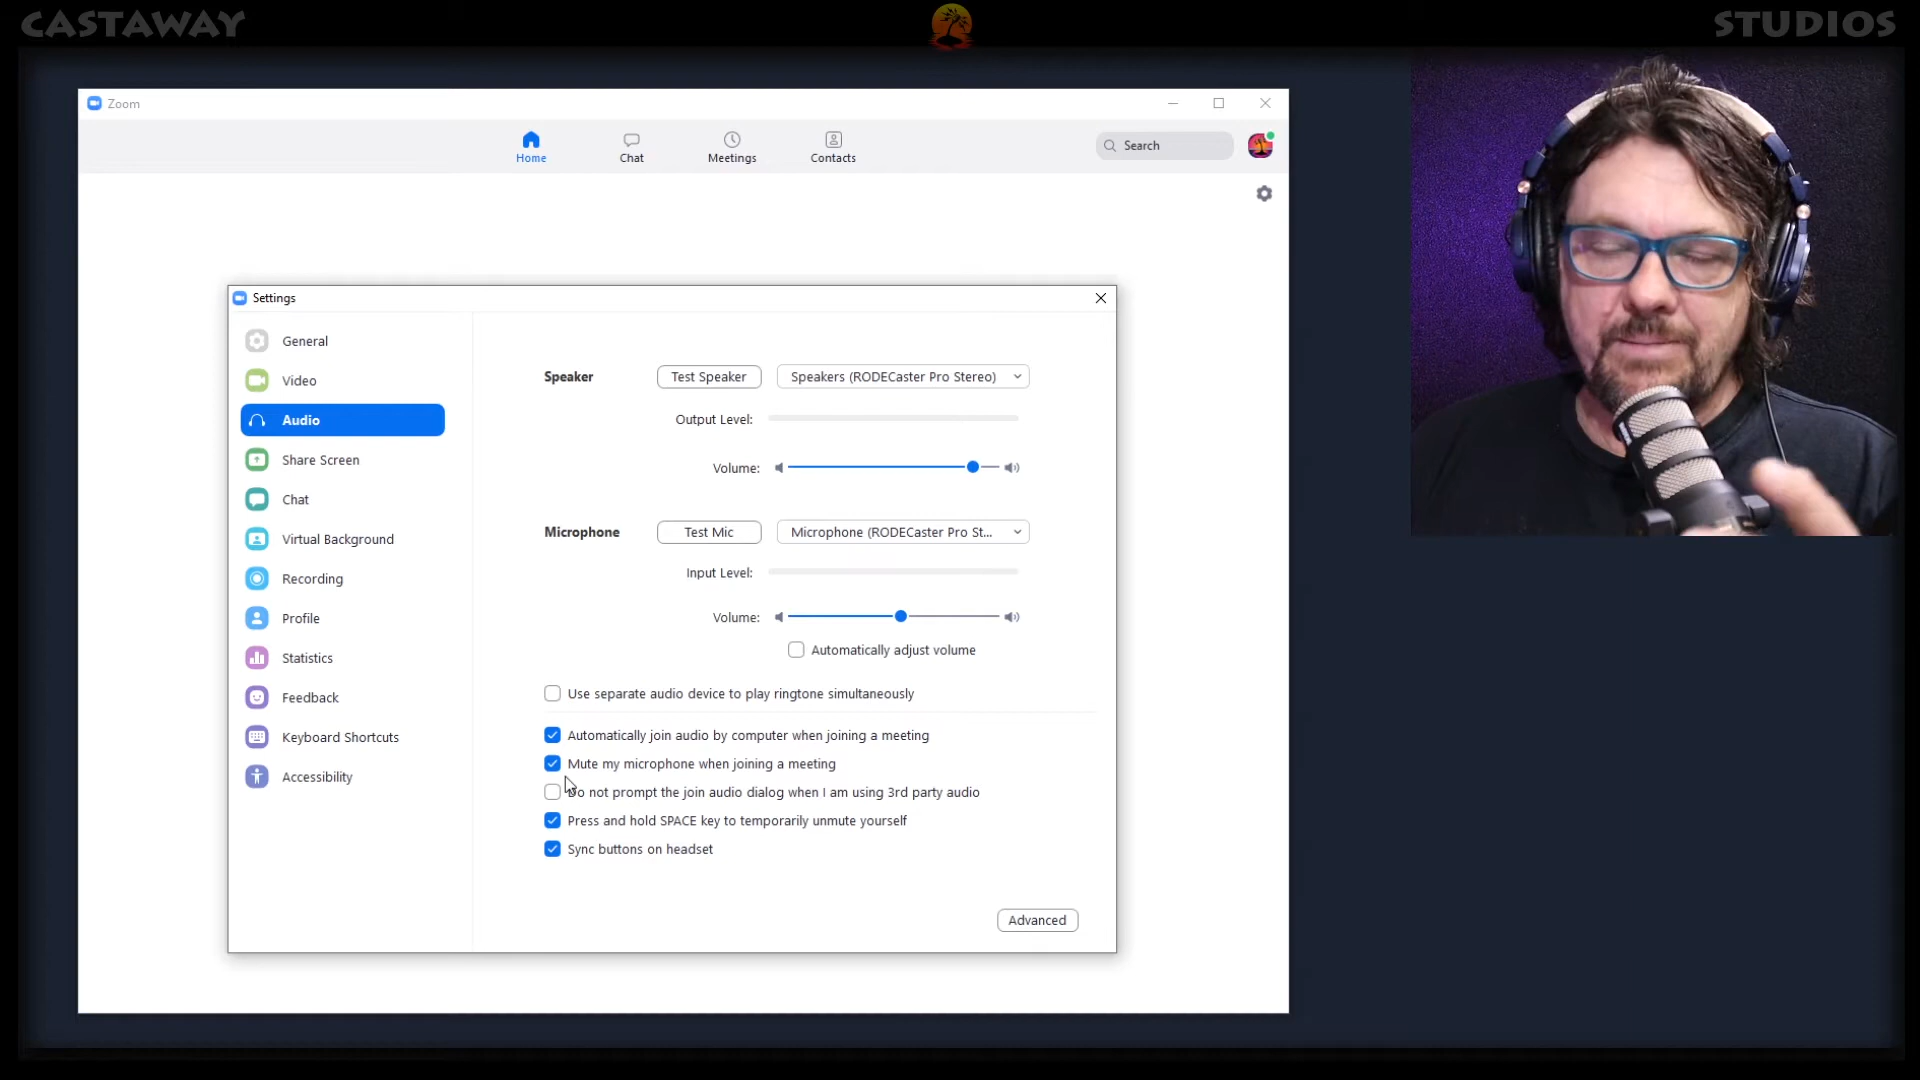 CASTAWAY
STUDIOS
Zoom
Home
Chat
Meetings
Contacts
Search
Settings
General
Video
Audio
Share Screen
Chat
Virtual Background
Recording
Profile
Statistics
Feedback
Keyboard Shortcuts
Accessibility
Speaker
Test Speaker
Speakers (RODECaster Pro Stereo)
Output Level:
Volume:
Microphone
Test Mic
Microphone (RODECaster Pro St...
Input Level:
Volume:
Automatically adjust volume
Use separate audio device to play ringtone simultaneously
Automatically join audio by computer when joining a meeting
Mute my microphone when joining a meeting
Do not prompt the join audio dialog when I am using 3rd party audio
Press and hold SPACE key to temporarily unmute yourself
Sync buttons on headset
Advanced